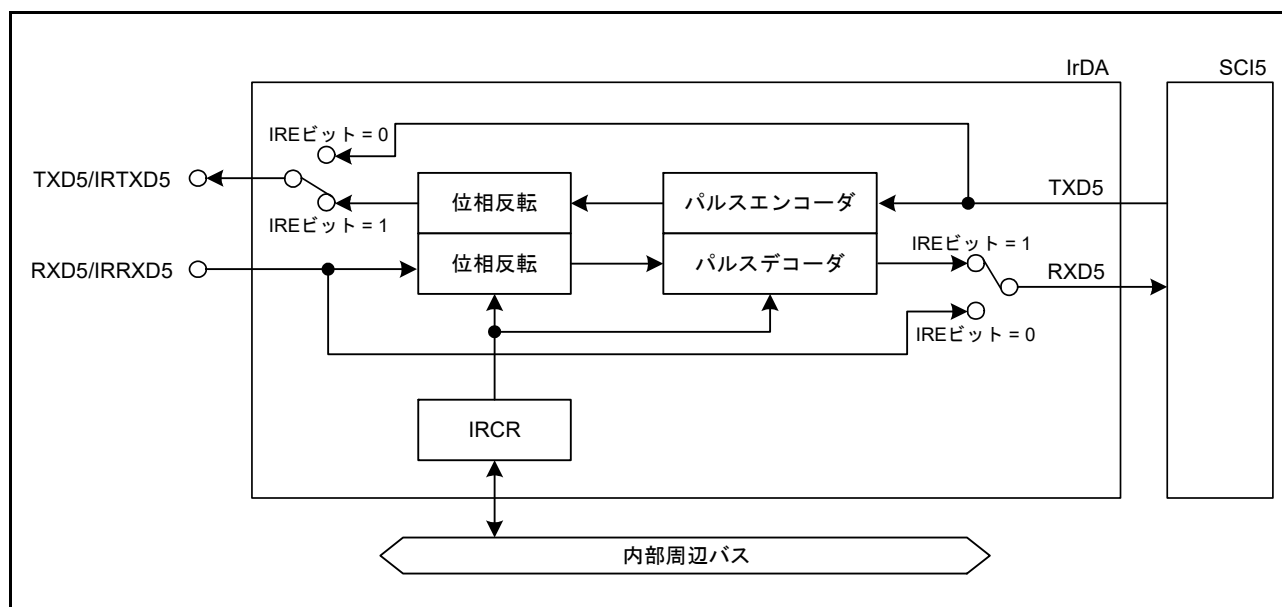 IrDA
SCI5
IREビット = 0
TXD5/IRTXD5
位相反転
パルスエンコーダ
TXD5
IREビット = 1
IREビット = 1
RXD5/IRRXD5
位相反転
パルスデコーダ
RXD5
IREビット = 0
IRCR
内部周辺バス